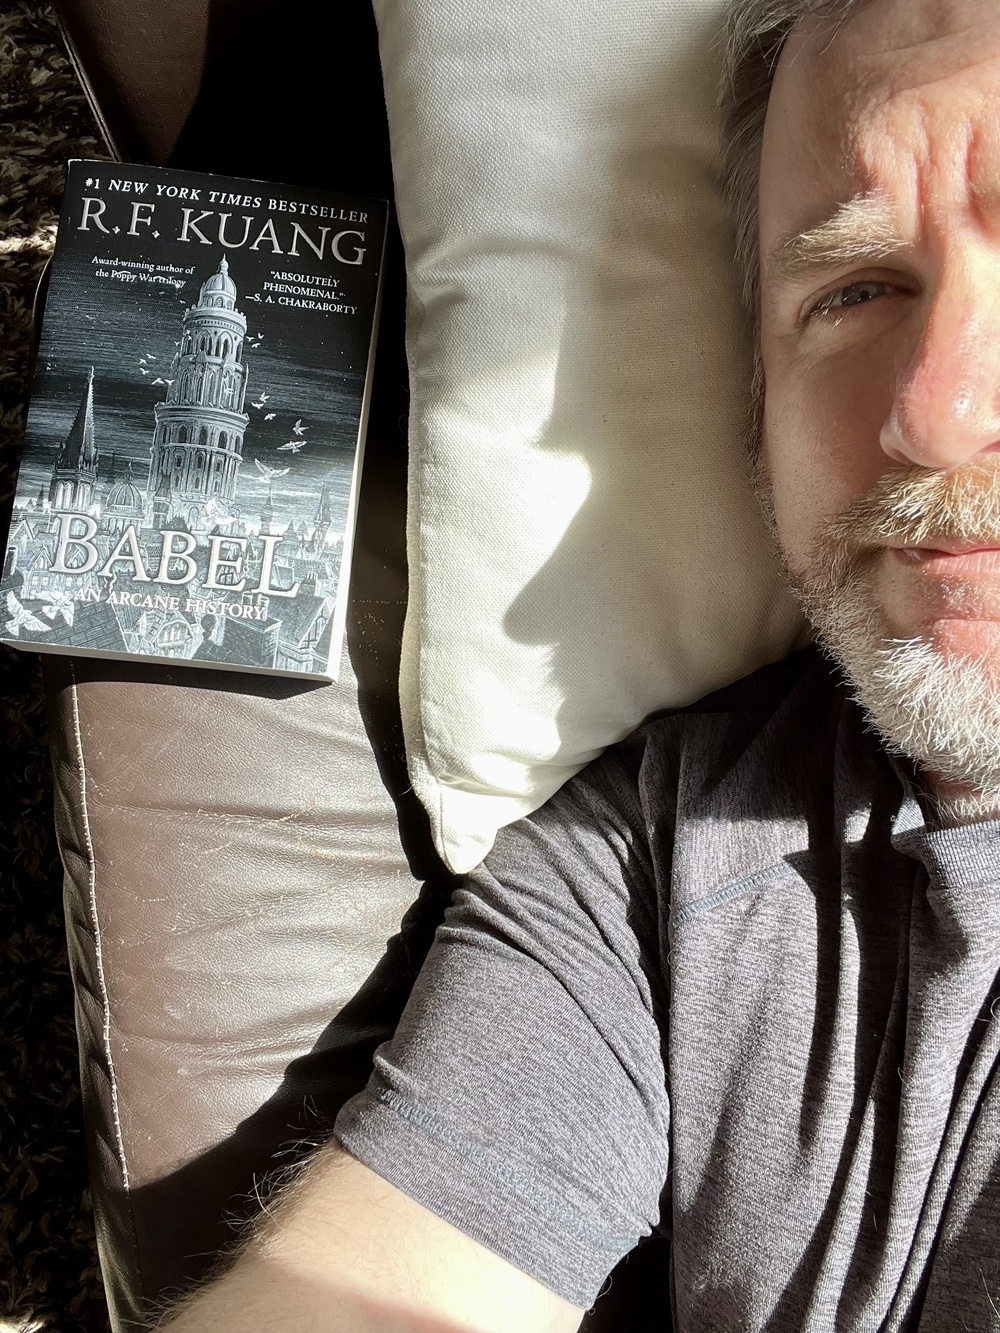 #1 NEW YORK TIMES BESTSELLER
R.F. KUANG
Award-winning author of
the Poppy War trilogy
"ABSOLUTELY
PHENOMENAL."
—S. A. CHAKRABORTY
BABEL
AN ARCANE HISTORY